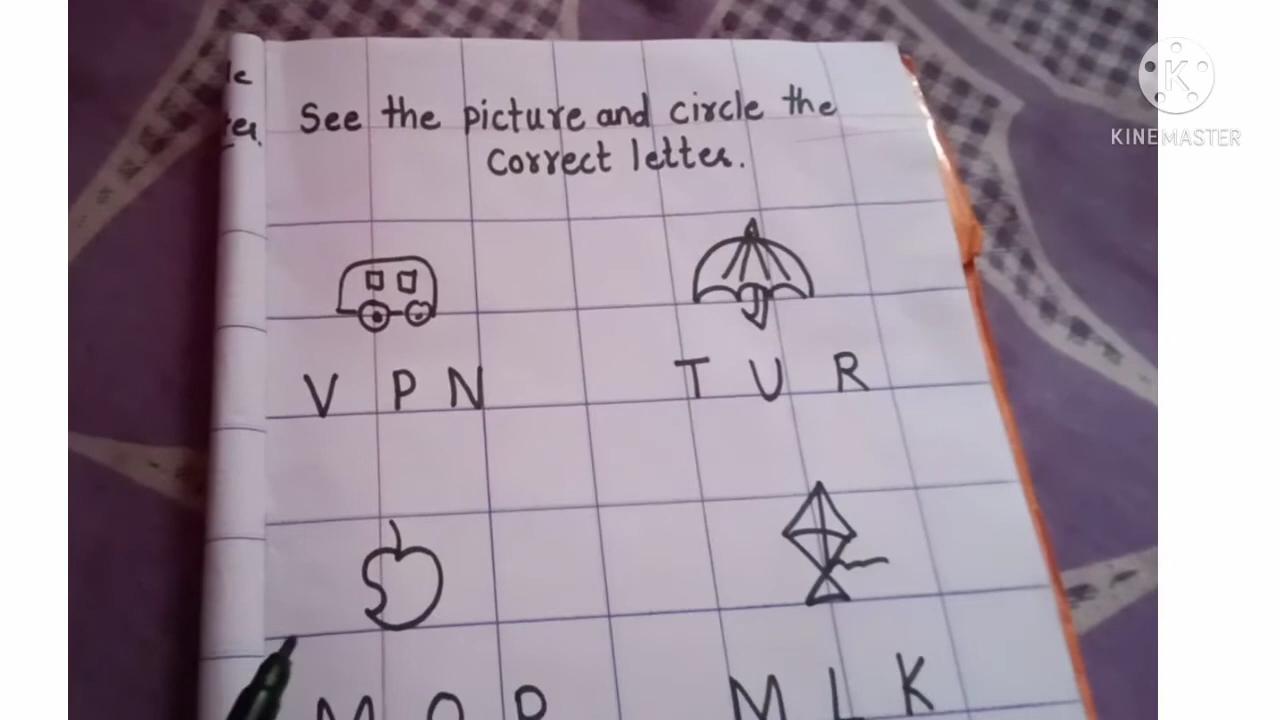 See the picture and circle the
correct letter.
V P N
T U R
M
M L K
KINEMASTER